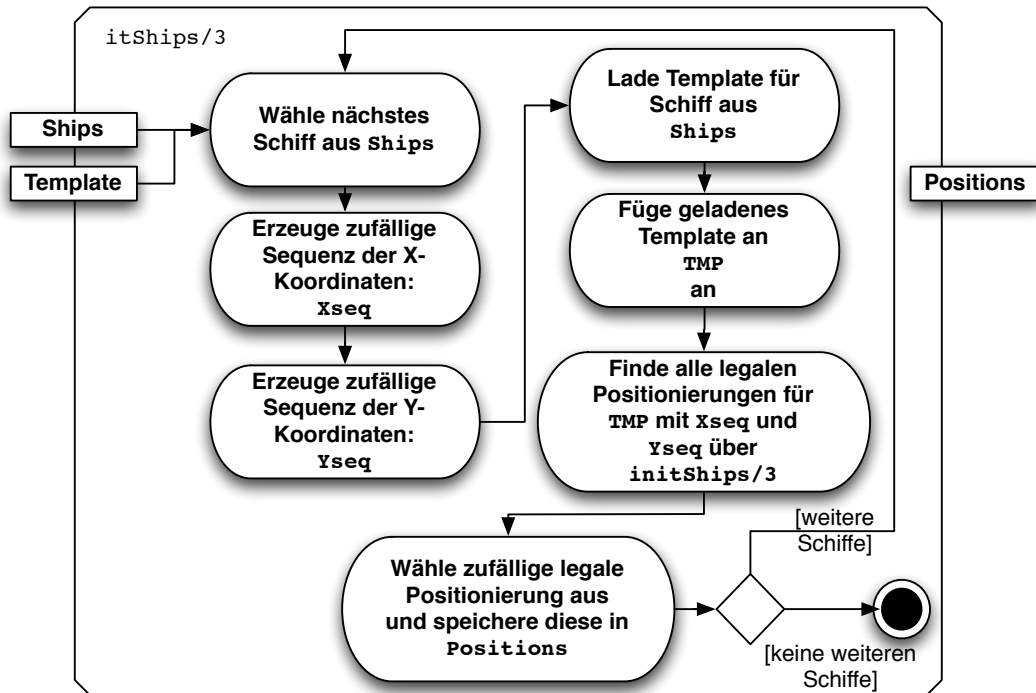 itShips/3
Ships
Template
Wähle nächstes
Schiff aus Ships
Erzeuge zufällige
Sequenz der X-
Koordinaten:
Xseq
Erzeuge zufällige
Sequenz der Y-
Koordinaten:
Yseq
Lade Template für
Schiff aus
Ships
Füge geladenes
Template an
TMP
an
Finde alle legalen
Positionierungen für
TMP mit Xseq und
Yseq über
initShips/3
Wähle zufällige legale
Positionierung aus
und speichere diese in
Positions
[weitere
Schiffe]
[keine weiteren
Schiffe]
Positions